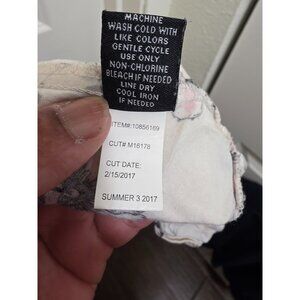 MACHINE
WASH COLD WITH
LIKE COLORS
GENTLE CYCLE
USE ONLY
NON-CHLORINE
BLEACH IF NEEDED
LINE DRY
COOL IRON
IF NEEDED
ITEM#:10856169
CUT# M16178
CUT DATE:
2/15/2017
SUMMER 3 2017